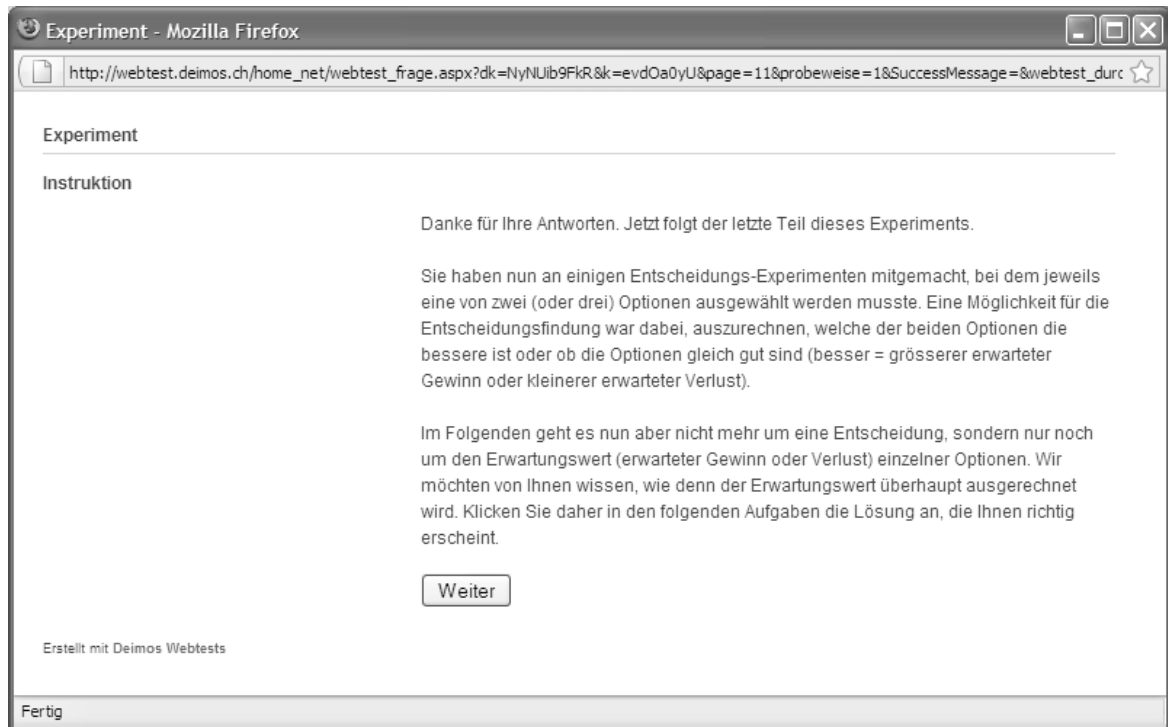 Experiment - Mozilla Firefox
http://webtest.deimos.ch/home_net/webtest_frage.aspx?dk=NyNUib9FkR&k=evdOa0yU&page=11&probeweise=1&SuccessMessage=&webtest_durc
Experiment
Instruktion
Danke für Ihre Antworten. Jetzt folgt der letzte Teil dieses Experiments.
Sie haben nun an einigen Entscheidungs-Experimenten mitgemacht, bei dem jeweils
eine von zwei (oder drei) Optionen ausgewählt werden musste. Eine Möglichkeit für die
Entscheidungsfindung war dabei, auszurechnen, welche der beiden Optionen die
bessere ist oder ob die Optionen gleich gut sind (besser = grösserer erwarteter
Gewinn oder kleinerer erwarteter Verlust).
Im Folgenden geht es nun aber nicht mehr um eine Entscheidung, sondern nur noch
um den Erwartungswert (erwarteter Gewinn oder Verlust) einzelner Optionen. Wir
möchten von Ihnen wissen, wie denn der Erwartungswert überhaupt ausgerechnet
wird. Klicken Sie daher in den folgenden Aufgaben die Lösung an, die Ihnen richtig
erscheint.
Weiter
Erstellt mit Deimos Webtests
Fertig